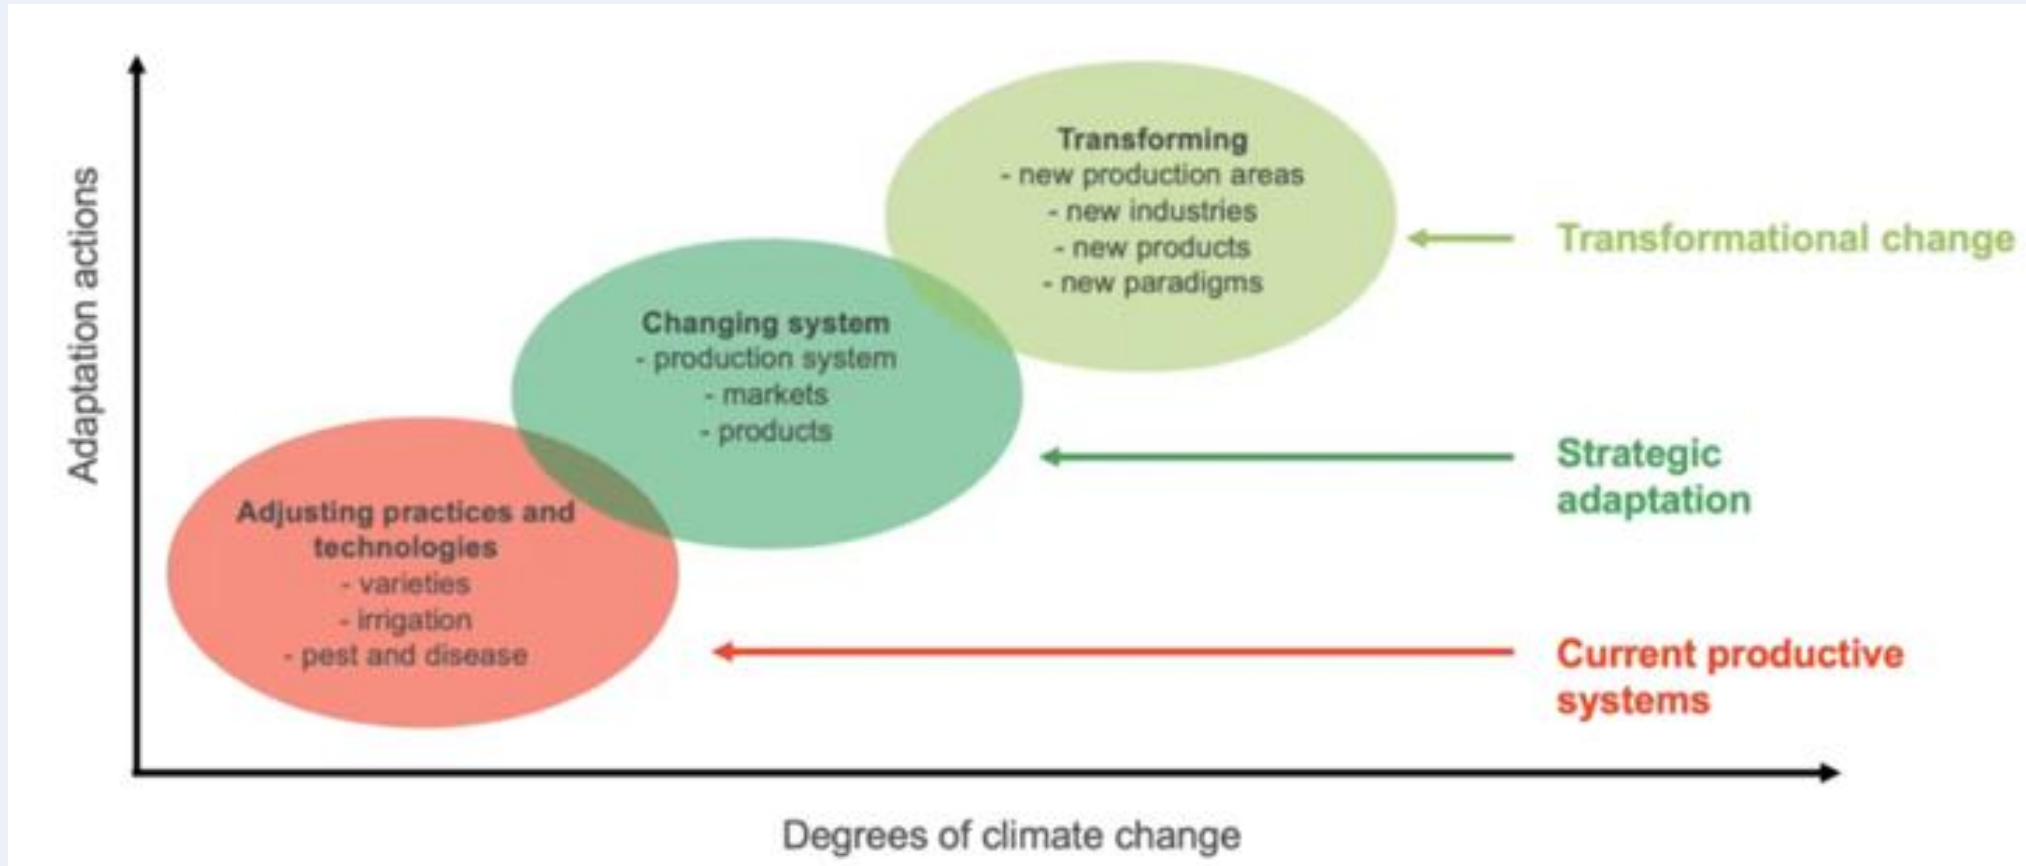 Adaptation actions
Transforming
- new production areas
- new industries
- new products
- new paradigms
Transformational change
Changing system
- production system
- markets
- products
Strategic
adaptation
Adjusting practices and
technologies
- varieties
- irrigation
- pest and disease
Current productive
systems
Degrees of climate change